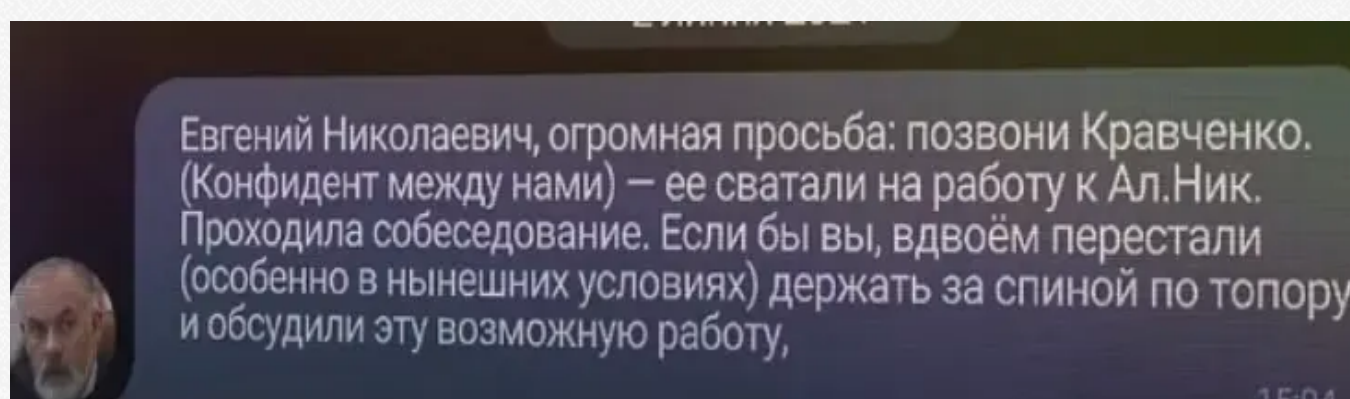 Евгений Николаевич, огромная просьба: позвони Кравченко.
(Конфидент между нами) – ее сватали на работу к Ал.Ник.
Проходила собеседование. Если бы вы, вдвоём перестали
(особенно в нынешних условиях) держать за спиной по топору
и обсудили эту возможную работу,